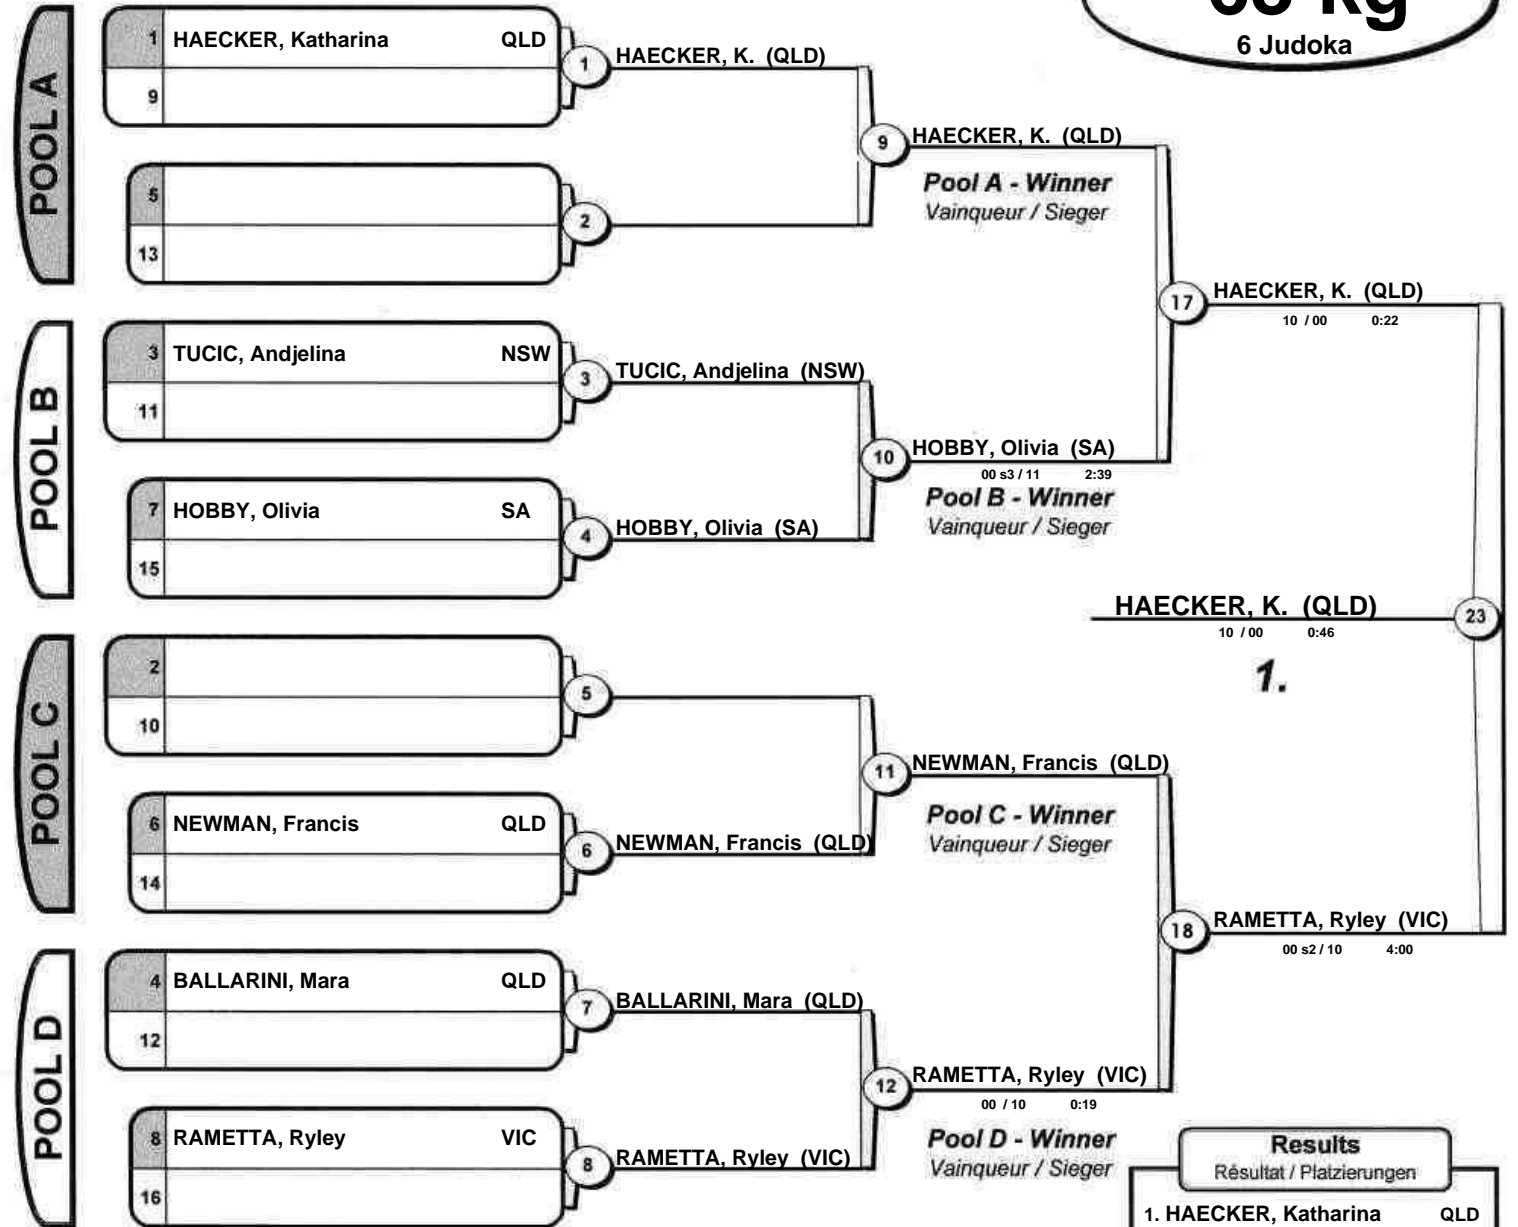 6 Judoka
POOL A
1 HAECKER, Katharina QLD
9
1 HAECKER, K. (QLD)
5
13
2
9 HAECKER, K. (QLD)
Pool A - Winner
Vainqueur / Sieger
POOL B
3 TUCIC, Andjelina NSW
11
3 TUCIC, Andjelina (NSW)
7 HOBBY, Olivia SA
15
4 HOBBY, Olivia (SA)
10 HOBBY, Olivia (SA)
00 s3 / 11 2:39
Pool B - Winner
Vainqueur / Sieger
17 HAECKER, K. (QLD)
10 / 00 0:22
HAECKER, K. (QLD) 23
10 / 00 0:46
1.
POOL C
2
10
5
6 NEWMAN, Francis QLD
14
6 NEWMAN, Francis (QLD)
11 NEWMAN, Francis (QLD)
Pool C - Winner
Vainqueur / Sieger
18 RAMETTA, Ryley (VIC)
00 s2 / 10 4:00
POOL D
4 BALLARINI, Mara QLD
12
7 BALLARINI, Mara (QLD)
8 RAMETTA, Ryley VIC
16
8 RAMETTA, Ryley (VIC)
12 RAMETTA, Ryley (VIC)
00 / 10 0:19
Pool D - Winner
Vainqueur / Sieger
Results
Résultat / Platzierungen
1. HAECKER, Katharina QLD